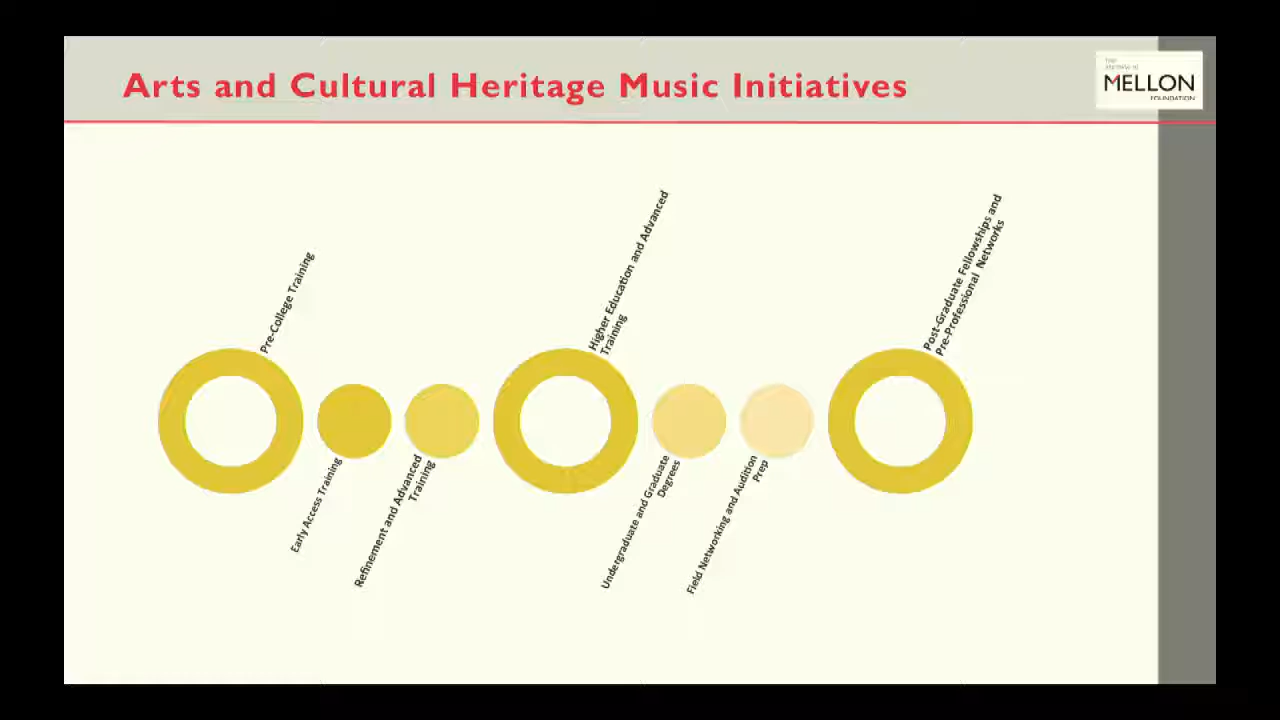 Arts and Cultural Heritage Music Initiatives
MELLON
FOUNDATION
Pre-College Training
Early Access Training
Refinement and Advanced
Training
Higher Education and Advanced
Training
Undergraduate and Graduate
Degrees
Field Networking and Audition
Prep
Post-Graduate Fellowships and
Pre-Professional Networks